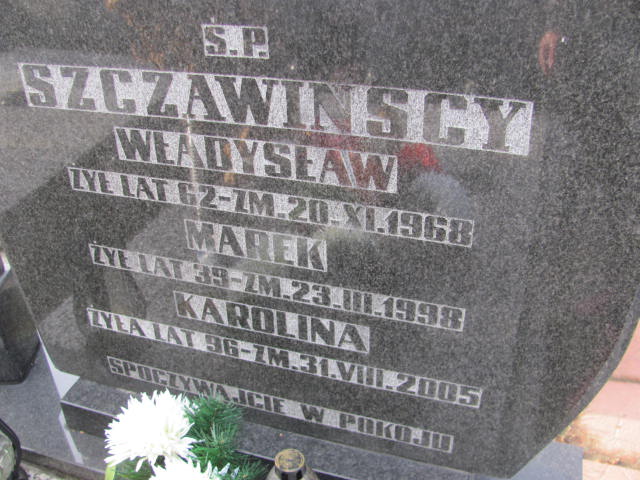 Ś.P.
SZCZAWIŃSCY
WŁADYSŁAW
ŻYŁ LAT 62-ZM.20.XI.1968
MAREK
ŻYŁ LAT 39-ZM.23.III.1998
KAROLINA
ŻYŁA LAT 96-ZM.31.VIII.2005
SPOCZYWAJCIE W POKOJU